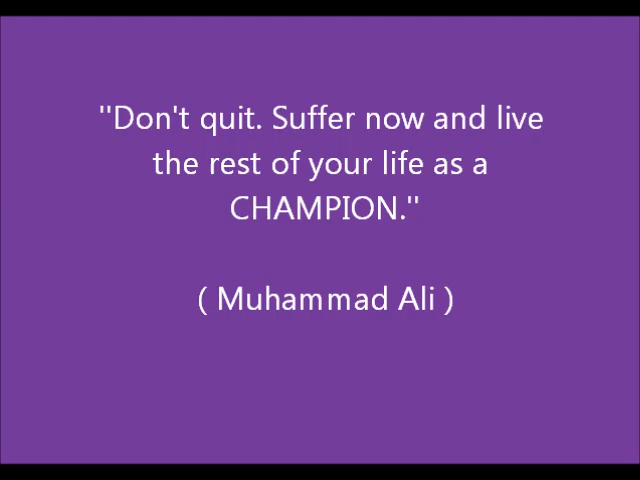 ''Don't quit. Suffer now and live
the rest of your life as a
CHAMPION.''
( Muhammad Ali )